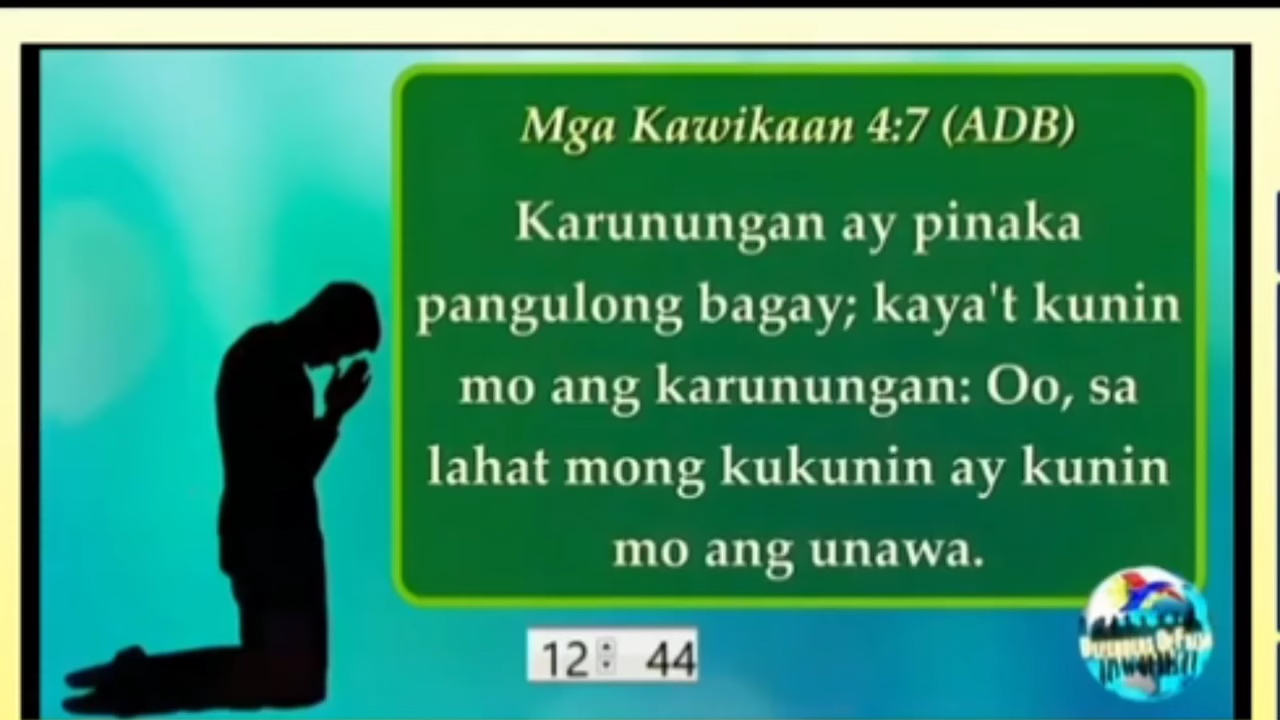 Mga Kawikaan 4:7 (ADB)
Karunungan ay pinaka
pangulong bagay; kaya't kunin
mo ang karunungan: Oo, sa
lahat mong kukunin ay kunin
mo ang unawa.
12 : 44